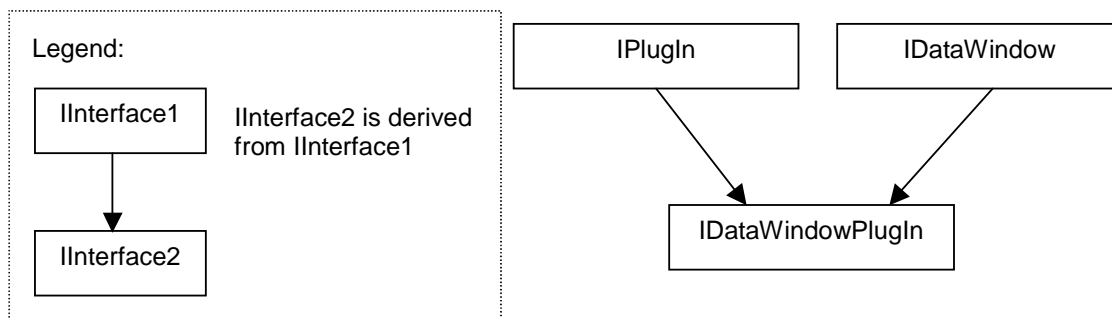 Legend:
IInterface1
IInterface2 is derived
from IInterface1
IInterface2
IPlugIn
IDataWindow
IDataWindowPlugIn